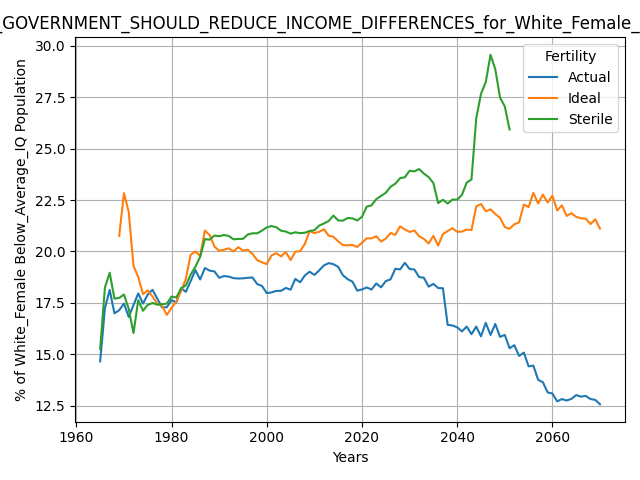 _GOVERNMENT_SHOULD_REDUCE_INCOME_DIFFERENCES_for_White_Female_
% of White_Female Below_Average_IQ Population
30.0
27.5
25.0
22.5
20.0
17.5
15.0
12.5
Fertility
Actual
Ideal
Sterile
1960
1980
2000
2020
2040
2060
Years